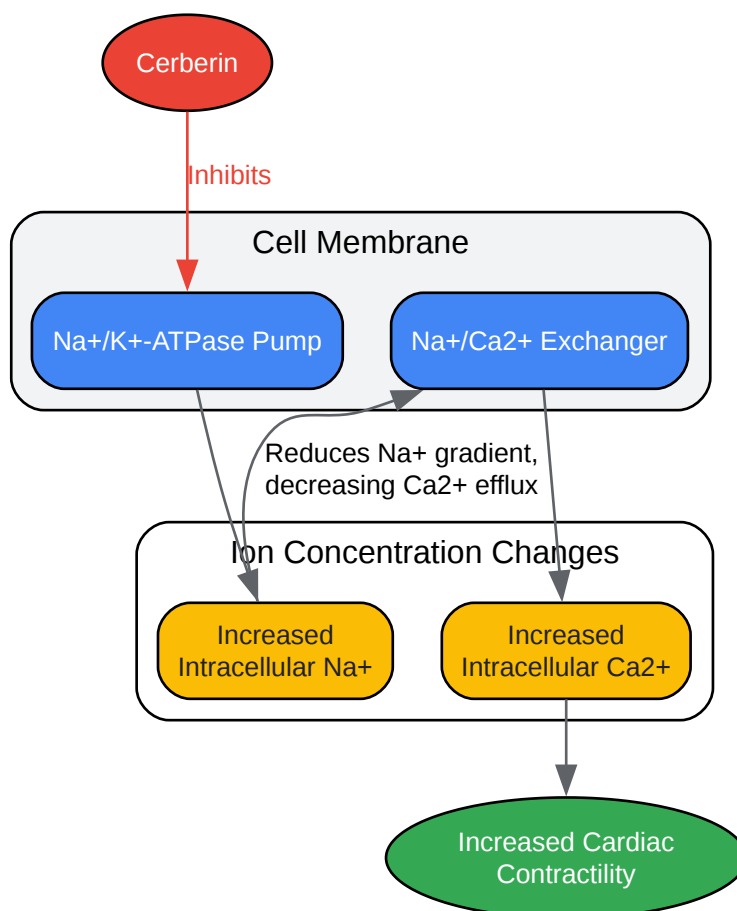 Cerberin
Inhibits
Cell Membrane
Na+/K+-ATPase Pump
Na+/Ca2+ Exchanger
Reduces Na+ gradient,
decreasing Ca2+ efflux
Ion Concentration Changes
Increased
Intracellular Na+
Increased
Intracellular Ca2+
Increased Cardiac
Contractility